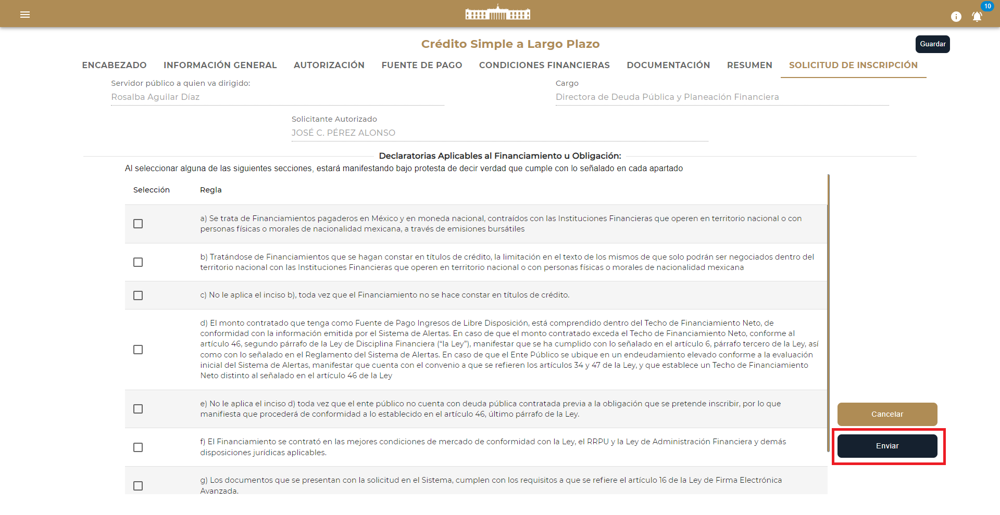 10
Crédito Simple a Largo Plazo
Guardar
ENCABEZADO INFORMACIÓN GENERAL AUTORIZACIÓN FUENTE DE PAGO CONDICIONES FINANCIERAS DOCUMENTACIÓN RESUMEN SOLICITUD DE INSCRIPCIÓN
Servidor público a quien va dirigido:
Rosalba Aguilar Díaz
Cargo
Directora de Deuda Pública y Planeación Financiera
Solicitante Autorizado
JOSÉ C. PÉREZ ALONSO
Declaratorias Aplicables al Financiamiento u Obligación:
Al seleccionar alguna de las siguientes secciones, estará manifestando bajo protesta de decir verdad que cumple con lo señalado en cada apartado
Selección Regla
a) Se trata de Financiamientos pagaderos en México y en moneda nacional, contraídos con las Instituciones Financieras que operen en territorio nacional o con
personas físicas o morales de nacionalidad mexicana, a través de emisiones bursátiles
b) Tratándose de Financiamientos que se hagan constar en títulos de crédito, la limitación en el texto de los mismos de que solo podrán ser negociados dentro del
territorio nacional con las Instituciones Financieras que operen en territorio nacional o con personas físicas o morales de nacionalidad mexicana
c) No le aplica el inciso b), toda vez que el Financiamiento no se hace constar en títulos de crédito.
d) El monto contratado que tenga como Fuente de Pago Ingresos de Libre Disposición, está comprendido dentro del Techo de Financiamiento Neto, de
conformidad con la información emitida por el Sistema de Alertas. En caso de que el monto contratado exceda el Techo de Financiamiento Neto, conforme al
artículo 46, segundo párrafo de la Ley de Disciplina Financiera (“la Ley”), manifestar que se ha cumplido con lo señalado en el artículo 6, párrafo tercero de la Ley, así
como con lo señalado en el Reglamento del Sistema de Alertas. En caso de que el Ente Público se ubique en un endeudamiento elevado conforme a la evaluación
inicial del Sistema de Alertas, manifestar que cuenta con el convenio a que se refieren los artículos 34 y 47 de la Ley, y que establece un Techo de Financiamiento
Neto distinto al señalado en el artículo 46 de la Ley
e) No le aplica el inciso d) toda vez que el ente público no cuenta con deuda pública contratada previa a la obligación que se pretende inscribir, por lo que
manifiesta que procederá de conformidad a lo establecido en el artículo 46, último párrafo de la Ley.
f) El Financiamiento se contrató en las mejores condiciones de mercado de conformidad con la Ley, el RRPU y la Ley de Administración Financiera y demás
disposiciones jurídicas aplicables.
g) Los documentos que se presentan con la solicitud en el Sistema, cumplen con los requisitos a que se refiere el artículo 16 de la Ley de Firma Electrónica
Avanzada.
Cancelar
Enviar